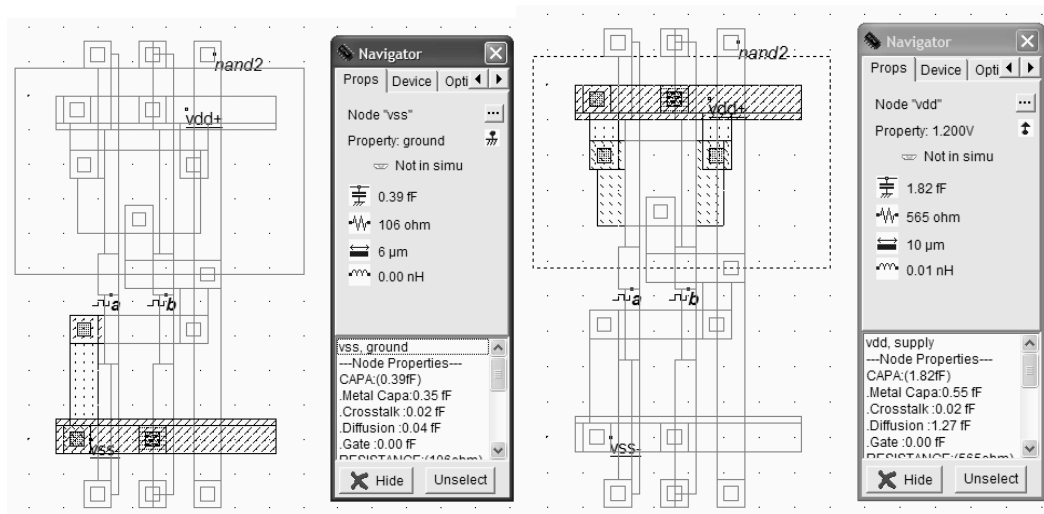 nand2
vdd+
a
b
vss-
Navigator
Props
Device
Opti
Node "vss"
...
Property: ground
Not in simu
0.39 fF
106 ohm
6 µm
0.00 nH
vss, ground
---Node Properties---
CAPA:(0.39fF)
.Metal Capa:0.35 fF
.Crosstalk :0.02 fF
.Diffusion :0.04 fF
.Gate :0.00 fF
RESISTANCE:(106ohm)
Hide
Unselect
nand2
vdd+
a
b
vss-
Navigator
Props
Device
Opti
Node "vdd"
...
Property: 1.200V
Not in simu
1.82 fF
565 ohm
10 µm
0.01 nH
vdd, supply
---Node Properties---
CAPA:(1.82fF)
.Metal Capa:0.55 fF
.Crosstalk :0.02 fF
.Diffusion :1.27 fF
.Gate :0.00 fF
RESISTANCE:(565ohm)
Hide
Unselect